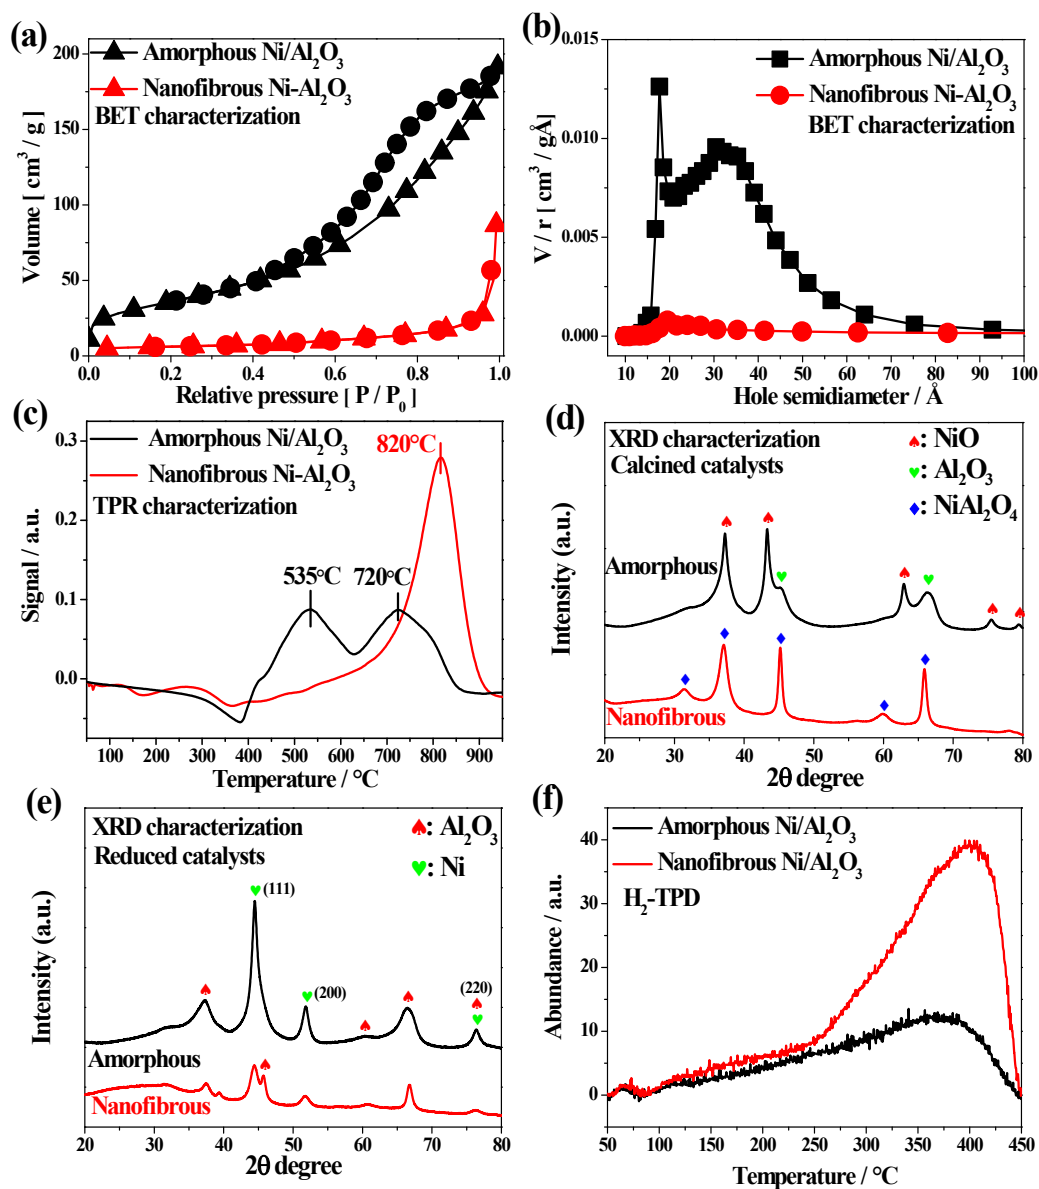 (a)
Amorphous Ni/Al₂O₃
Nanofibrous Ni-Al₂O₃
BET characterization
Volume [ cm³ / g ]
200
150
100
50
0
0.0 0.2 0.4 0.6 0.8 1.0
Relative pressure [ P / P₀ ]
(b)
Amorphous Ni/Al₂O₃
Nanofibrous Ni-Al₂O₃
BET characterization
V / r [ cm³ / gÅ ]
0.015
0.010
0.005
0.000
10 20 30 40 50 60 70 80 90 100
Hole semidiameter / Å
(c)
Amorphous Ni/Al₂O₃
Nanofibrous Ni-Al₂O₃
TPR characterization
820°C
535°C
720°C
Signal / a.u.
0.3
0.2
0.1
0.0
100 200 300 400 500 600 700 800 900
Temperature / °C
(d)
XRD characterization
Calcined catalysts
: NiO
: Al₂O₃
: NiAl₂O₄
Amorphous
Nanofibrous
Intensity (a.u.)
20 30 40 50 60 70 80
2θ degree
(e)
XRD characterization
Reduced catalysts
: Al₂O₃
: Ni
(111)
(200)
(220)
Amorphous
Nanofibrous
Intensity (a.u.)
20 30 40 50 60 70 80
2θ degree
(f)
Amorphous Ni/Al₂O₃
Nanofibrous Ni/Al₂O₃
H₂-TPD
Abundance / a.u.
40
30
20
10
0
50 100 150 200 250 300 350 400 450
Temperature / °C